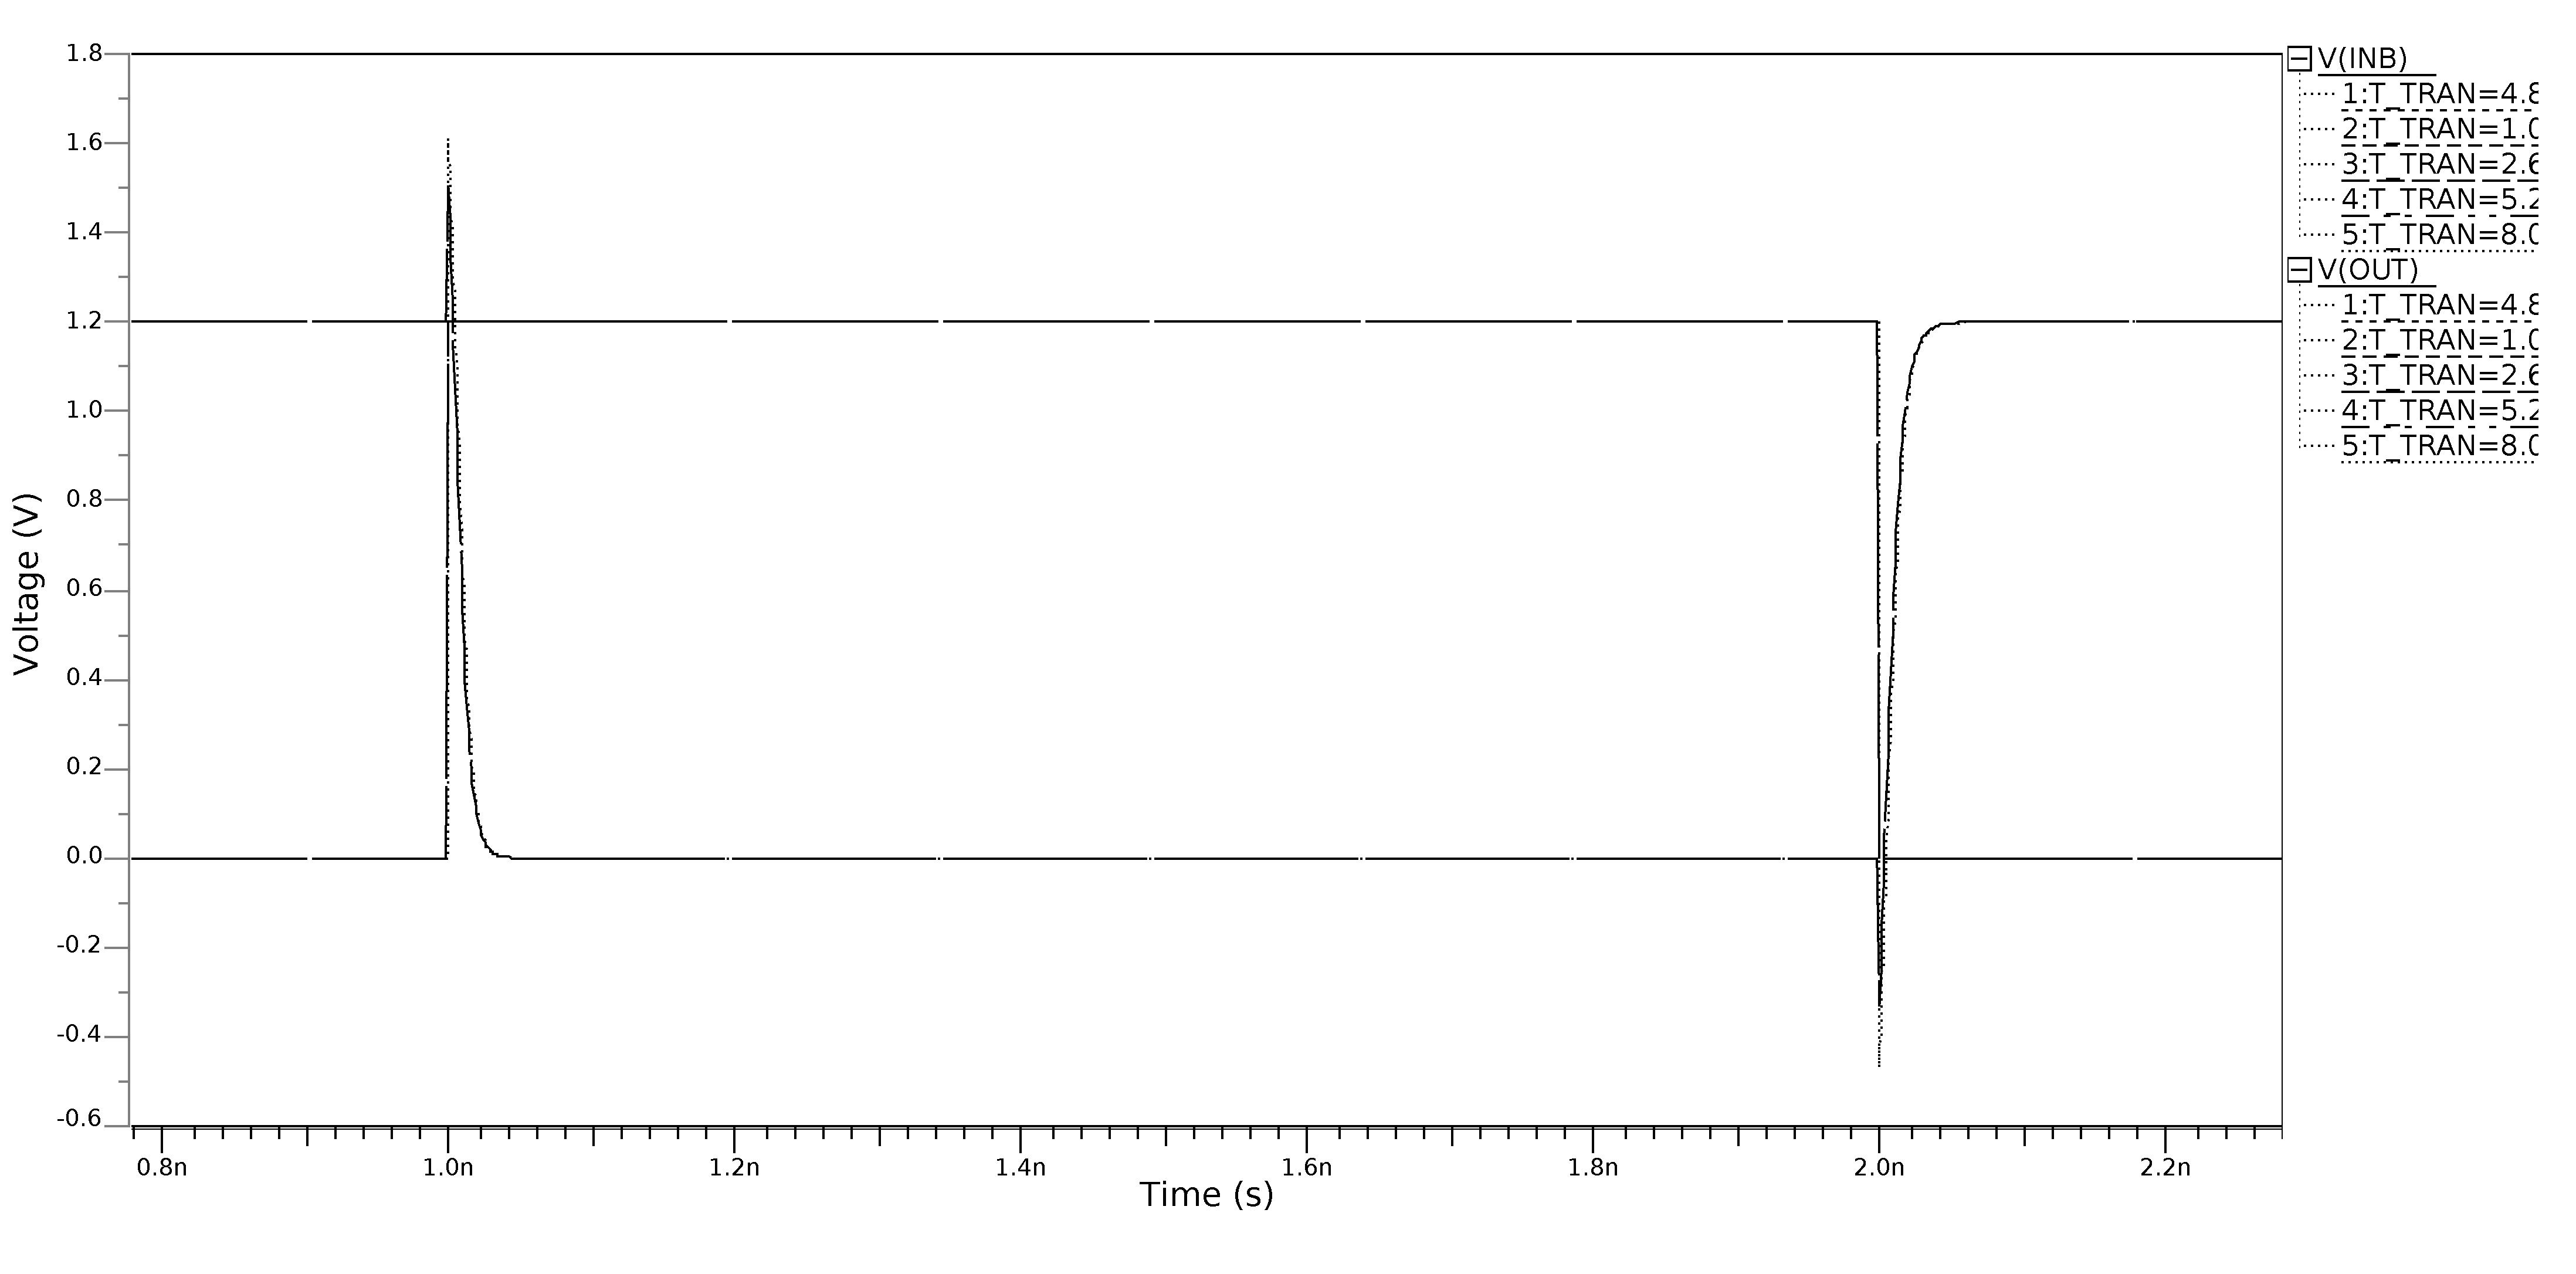 1.8
1.6
1.4
1.2
1.0
0.8
0.6
0.4
0.2
0.0
-0.2
-0.4
-0.6
Voltage (V)
0.8n 1.0n 1.2n 1.4n 1.6n 1.8n 2.0n 2.2n
Time (s)
V(INB)
1:T_TRAN=4.8
2:T_TRAN=1.0
3:T_TRAN=2.6
4:T_TRAN=5.2
5:T_TRAN=8.0
V(OUT)
1:T_TRAN=4.8
2:T_TRAN=1.0
3:T_TRAN=2.6
4:T_TRAN=5.2
5:T_TRAN=8.0